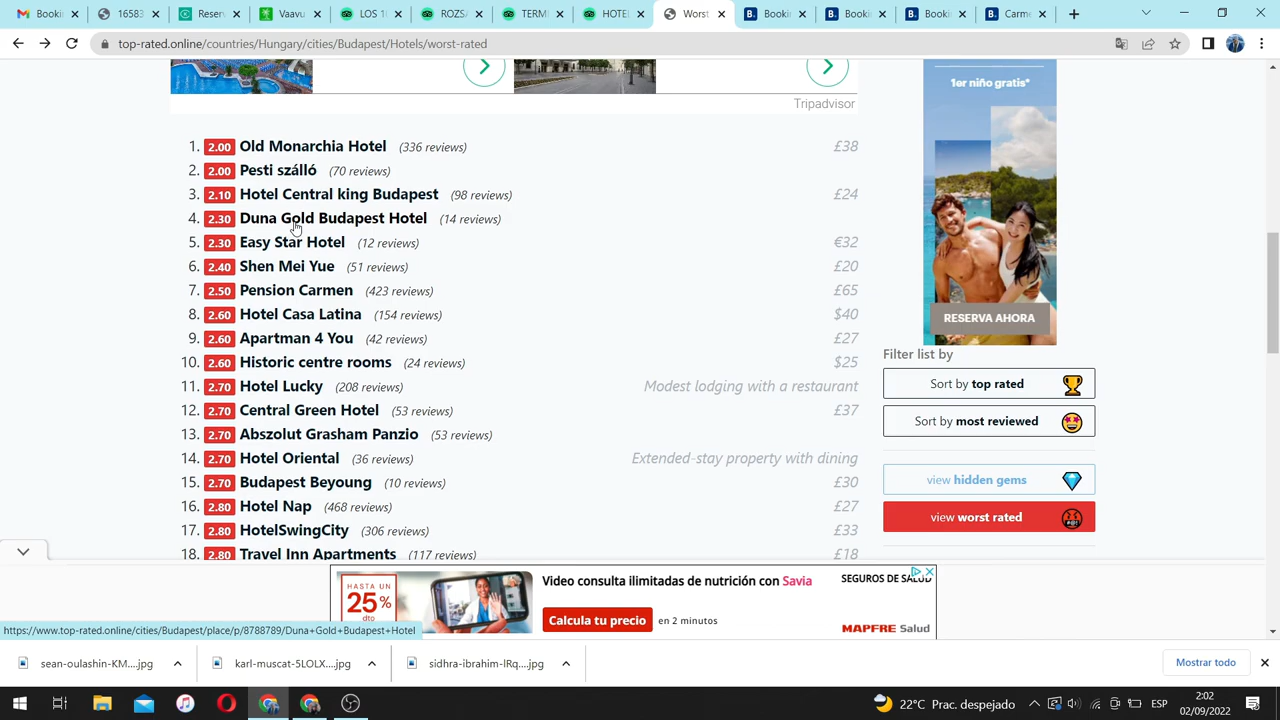 Gmail
16B3
Reser
LOS 1
ROZS
TERM
HOTE
Worst
Booki
Booki
Booki
Carme
top-rated.online/countries/Hungary/cities/Budapest/Hotels/worst-rated
1er niño gratis*
Tripadvisor
1. 2.00 Old Monarchia Hotel (336 reviews) £38
2. 2.00 Pesti szálló (70 reviews)
3. 2.10 Hotel Central king Budapest (98 reviews) £24
4. 2.30 Duna Gold Budapest Hotel (14 reviews)
5. 2.30 Easy Star Hotel (12 reviews) €32
6. 2.40 Shen Mei Yue (51 reviews) £20
7. 2.50 Pension Carmen (423 reviews) £65
8. 2.60 Hotel Casa Latina (154 reviews) $40
9. 2.60 Apartman 4 You (42 reviews) £27
10. 2.60 Historic centre rooms (24 reviews) $25
11. 2.70 Hotel Lucky (208 reviews) Modest lodging with a restaurant
12. 2.70 Central Green Hotel (53 reviews) £37
13. 2.70 Abszolut Grasham Panzio (53 reviews)
14. 2.70 Hotel Oriental (36 reviews) Extended-stay property with dining
15. 2.70 Budapest Beyoung (10 reviews) £30
16. 2.80 Hotel Nap (468 reviews) £27
17. 2.80 HotelSwingCity (306 reviews) £33
18. 2.80 Travel Inn Apartments (117 reviews) £18
RESERVA AHORA
Filter list by
Sort by top rated
Sort by most reviewed
view hidden gems
view worst rated
HASTA UN
25%
dto
Video consulta ilimitadas de nutrición con Savia
Calcula tu precio en 2 minutos
SEGUROS DE SALUD
MAPFRE Salud
https://www.top-rated.online/cities/Budapest/place/p/8788789/Duna+Gold+Budapest+Hotel
sean-oulashin-KM....jpg
karl-muscat-5LOLX....jpg
sidhra-ibrahim-lRq....jpg
Mostrar todo
22°C Prac. despejado
ESP
2:02
02/09/2022